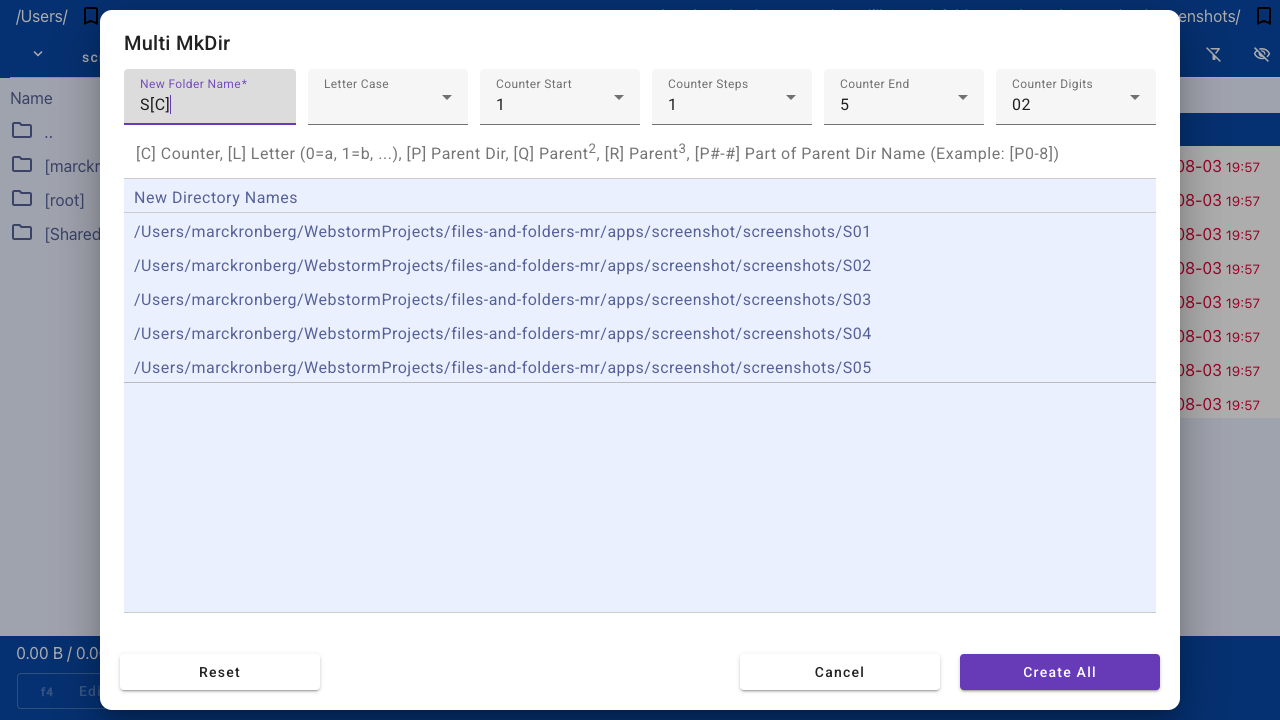 /Users/
enshots/
sc
Multi MkDir
New Folder Name*
S[C]
Letter Case
Counter Start
1
Counter Steps
1
Counter End
5
Counter Digits
02
[C] Counter, [L] Letter (0=a, 1=b, ...), [P] Parent Dir, [Q] Parent2, [R] Parent3, [P#-#] Part of Parent Dir Name (Example: [P0-8])
Name
..
[marckr
[root]
[Shared
New Directory Names
/Users/marckronberg/WebstormProjects/files-and-folders-mr/apps/screenshot/screenshots/S01
/Users/marckronberg/WebstormProjects/files-and-folders-mr/apps/screenshot/screenshots/S02
/Users/marckronberg/WebstormProjects/files-and-folders-mr/apps/screenshot/screenshots/S03
/Users/marckronberg/WebstormProjects/files-and-folders-mr/apps/screenshot/screenshots/S04
/Users/marckronberg/WebstormProjects/files-and-folders-mr/apps/screenshot/screenshots/S05
08-03 19:57
08-03 19:57
08-03 19:57
08-03 19:57
08-03 19:57
08-03 19:57
08-03 19:57
08-03 19:57
0.00 B / 0.00
f4 Edi
Reset
Cancel
Create All